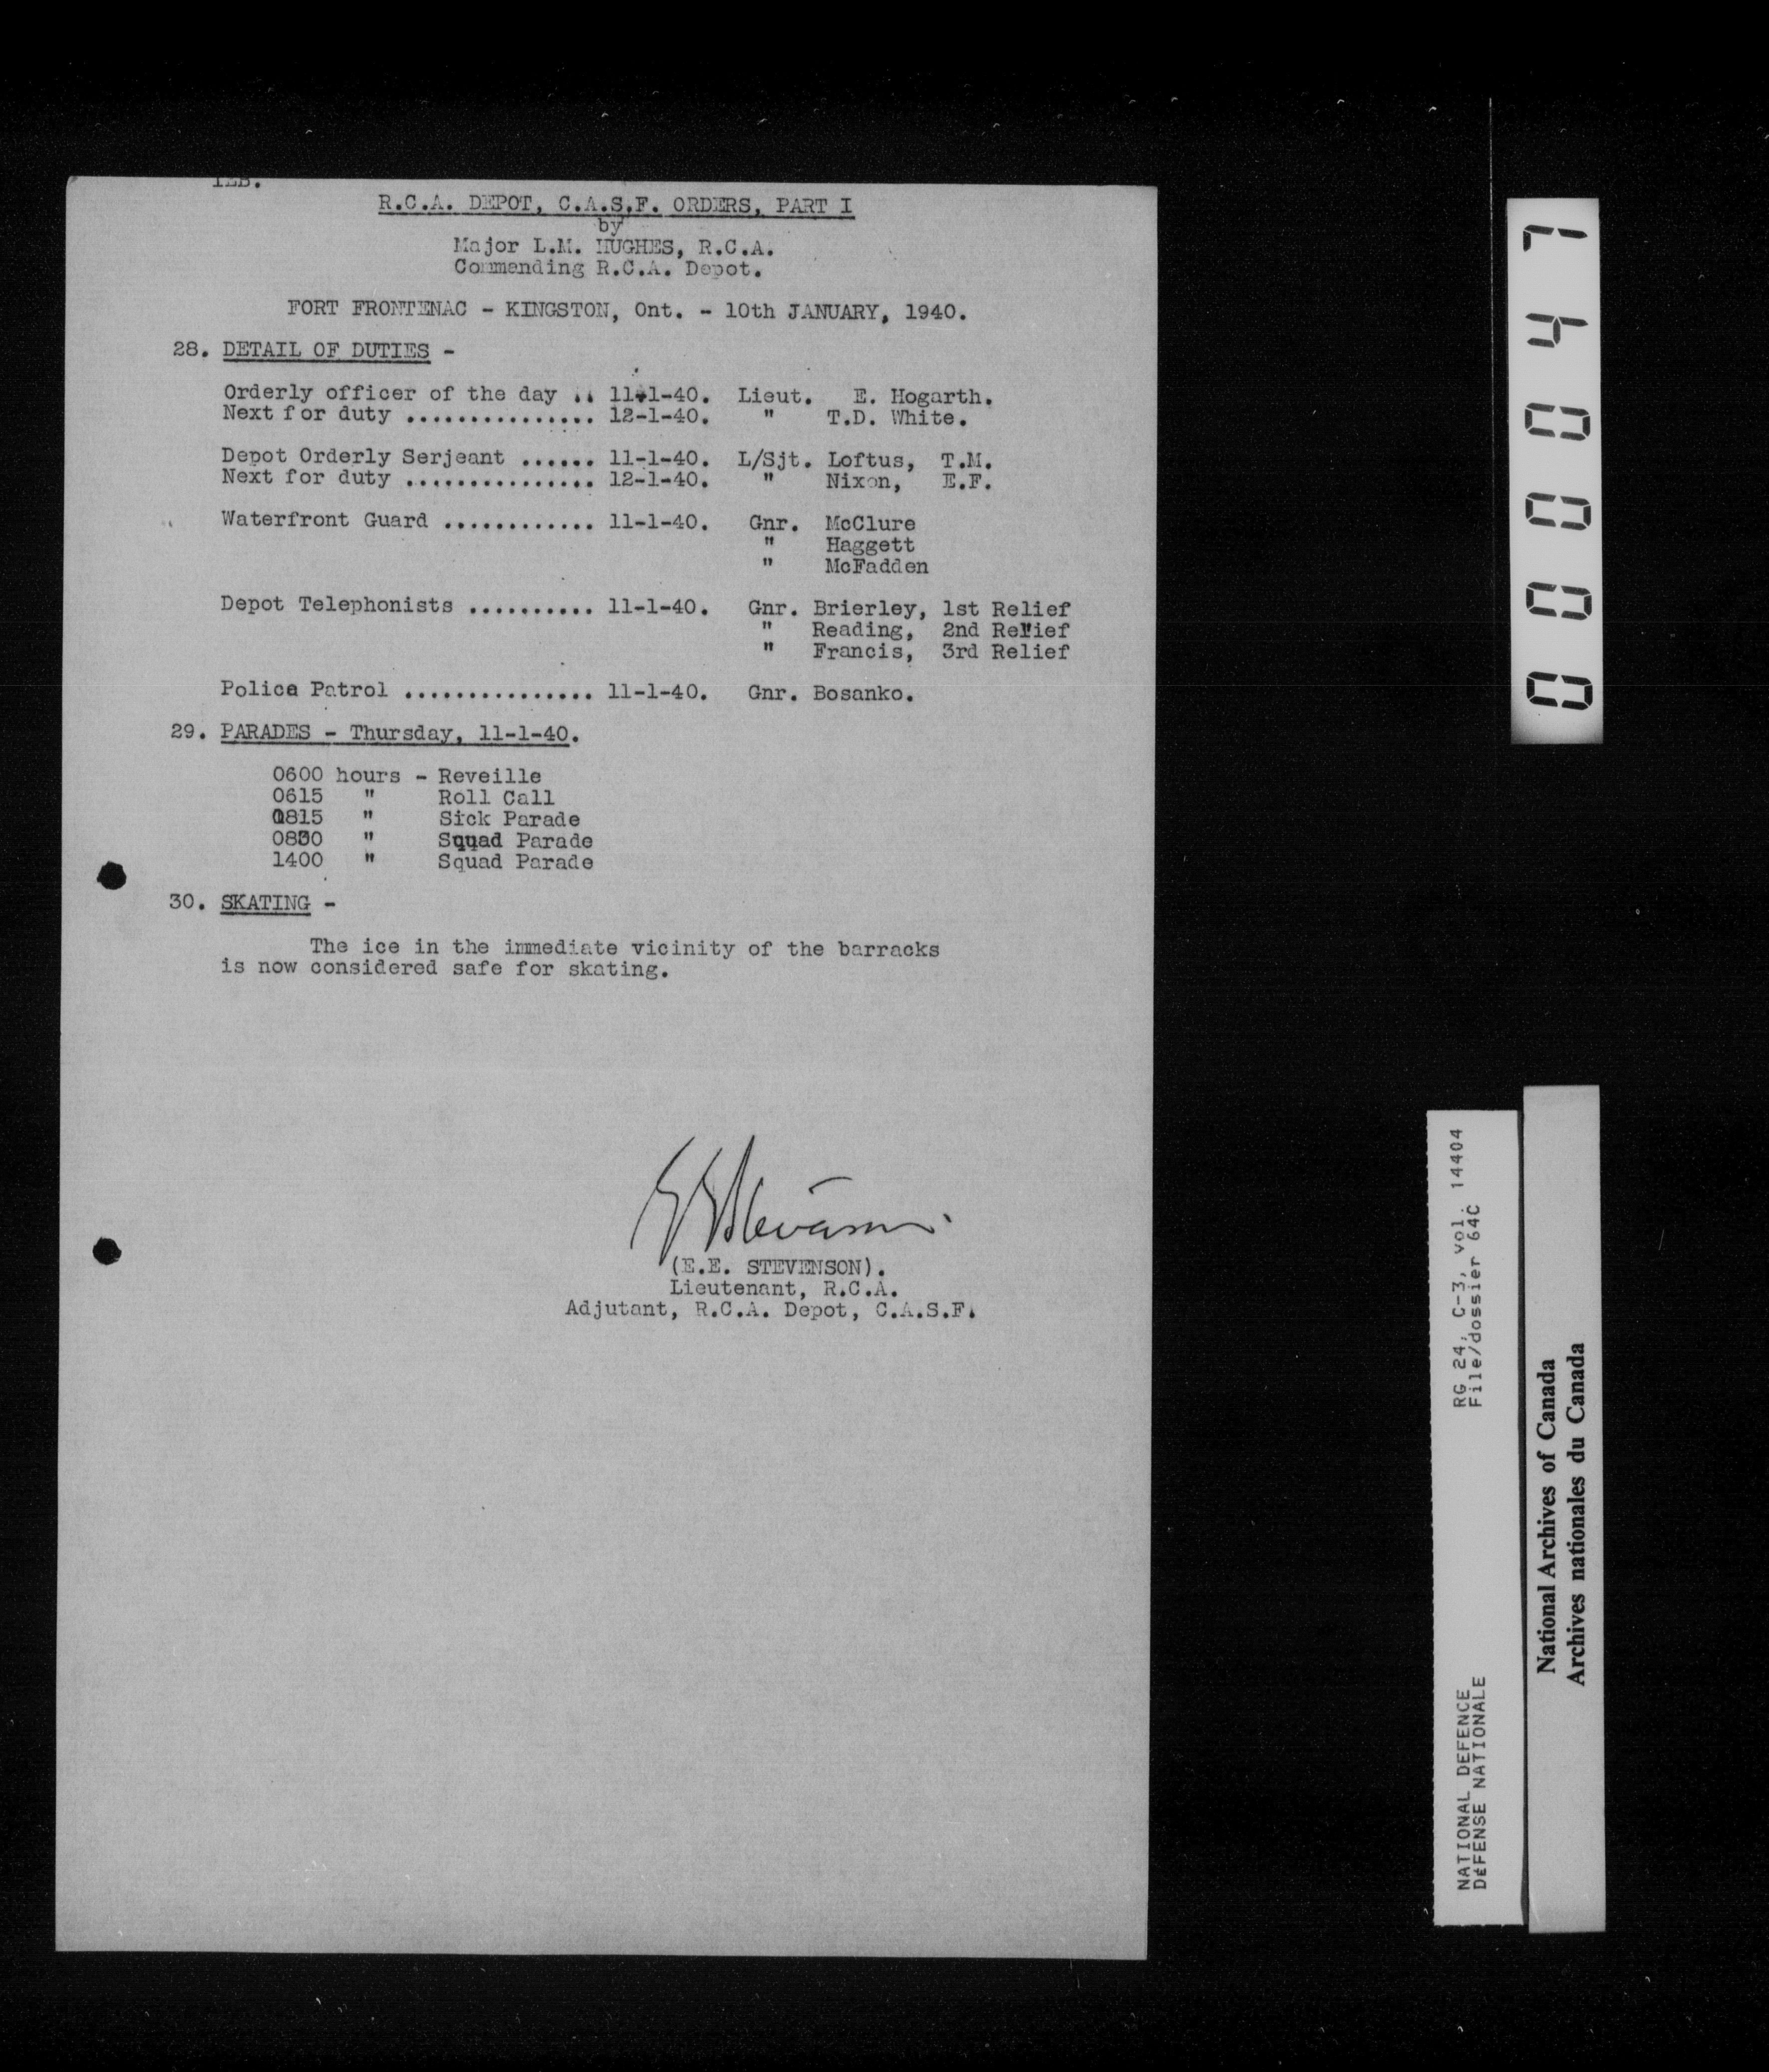 R.C.A. DEPOT, C.A.S.F. ORDERS, PART I
by
Major L.M. HUGHES, R.C.A.
Commanding R.C.A. Depot.
FORT FRONTENAC - KINGSTON, Ont. - 10th JANUARY, 1940.
28. DETAIL OF DUTIES -
Orderly officer of the day .. 11-1-40. Lieut. E. Hogarth.
Next for duty ............... 12-1-40. " T.D. White.
Depot Orderly Serjeant ...... 11-1-40. L/Sjt. Loftus, T.M.
Next for duty ............... 12-1-40. " Nixon, E.F.
Waterfront Guard ............ 11-1-40. Gnr. McClure
" Haggett
" McFadden
Depot Telephonists .......... 11-1-40. Gnr. Brierley, 1st Relief
" Reading, 2nd Relief
" Francis, 3rd Relief
Police Patrol ............... 11-1-40. Gnr. Bosanko.
29. PARADES - Thursday, 11-1-40.
0600 hours - Reveille
0615 " Roll Call
0815 " Sick Parade
0830 " Squad Parade
1400 " Squad Parade
30. SKATING -
The ice in the immediate vicinity of the barracks
is now considered safe for skating.
E E Stevenson.
(E.E. STEVENSON).
Lieutenant, R.C.A.
Adjutant, R.C.A. Depot, C.A.S.F.
000047
NATIONAL DEFENCE RG 24, C-3, vol. 14404
DÉFENSE NATIONALE File/dossier 64C
National Archives of Canada
Archives nationales du Canada